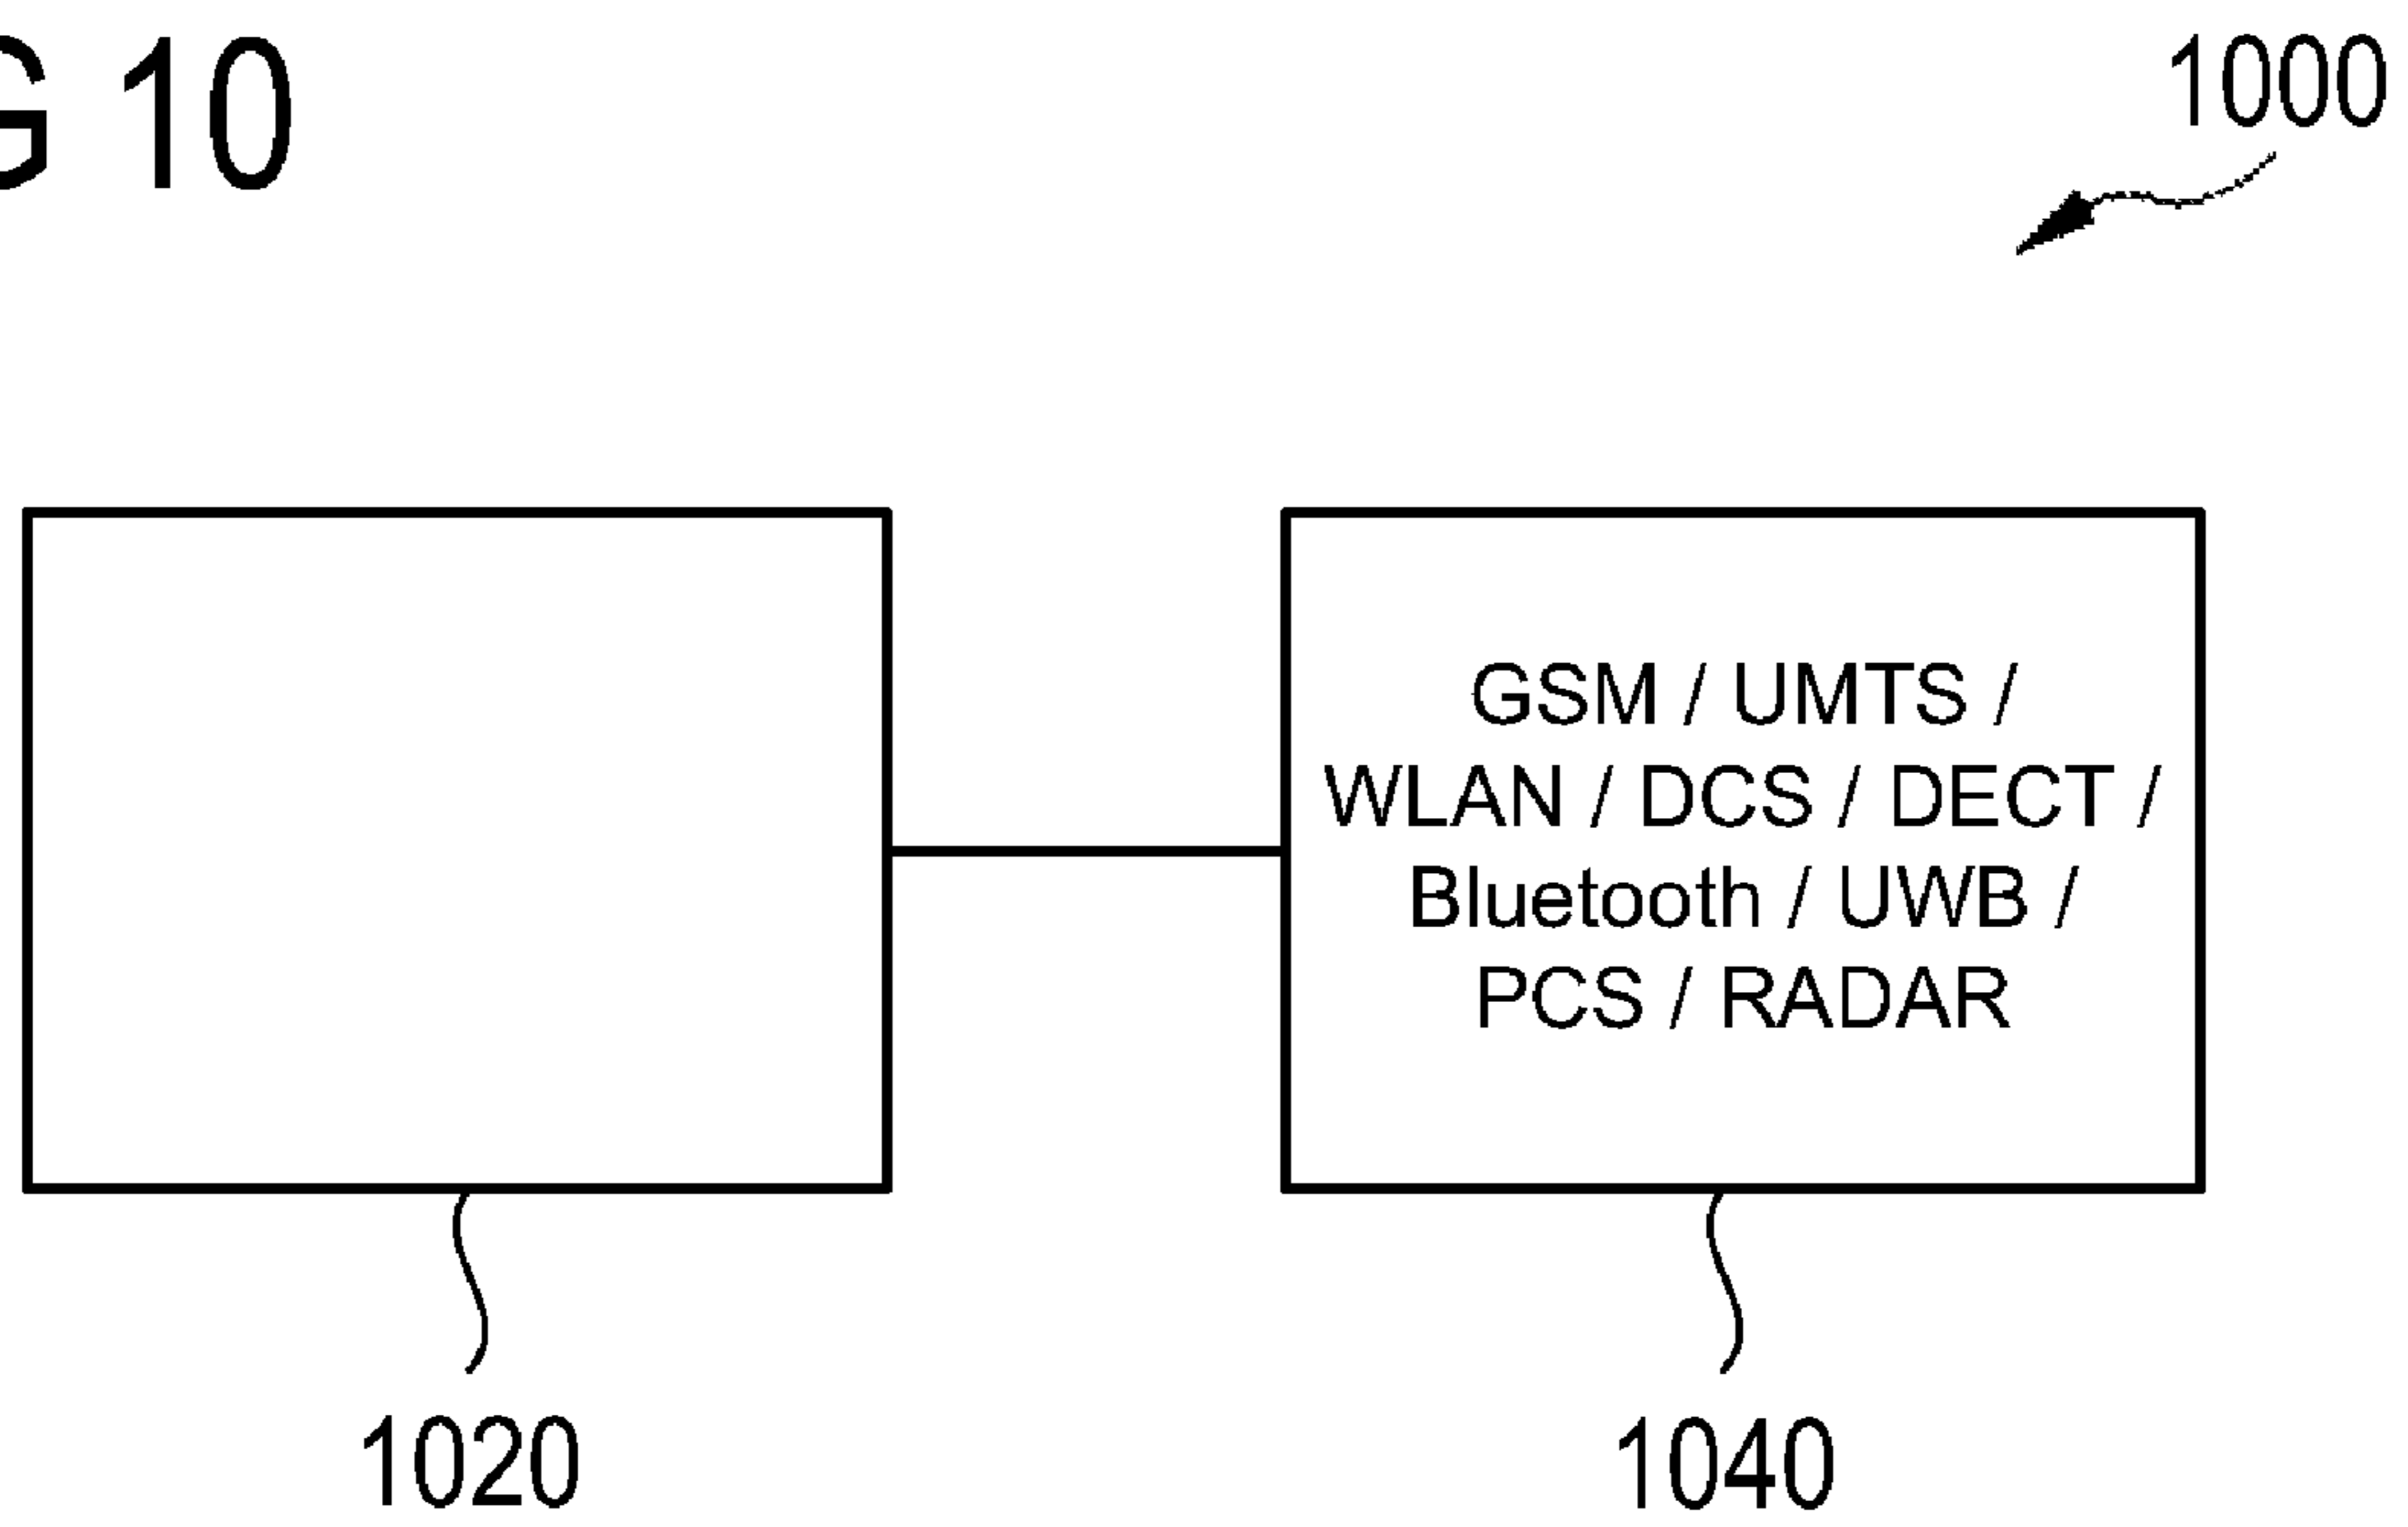 G 10
1000
GSM / UMTS /
WLAN / DCS / DECT /
Bluetooth / UWB /
PCS / RADAR
1020
1040